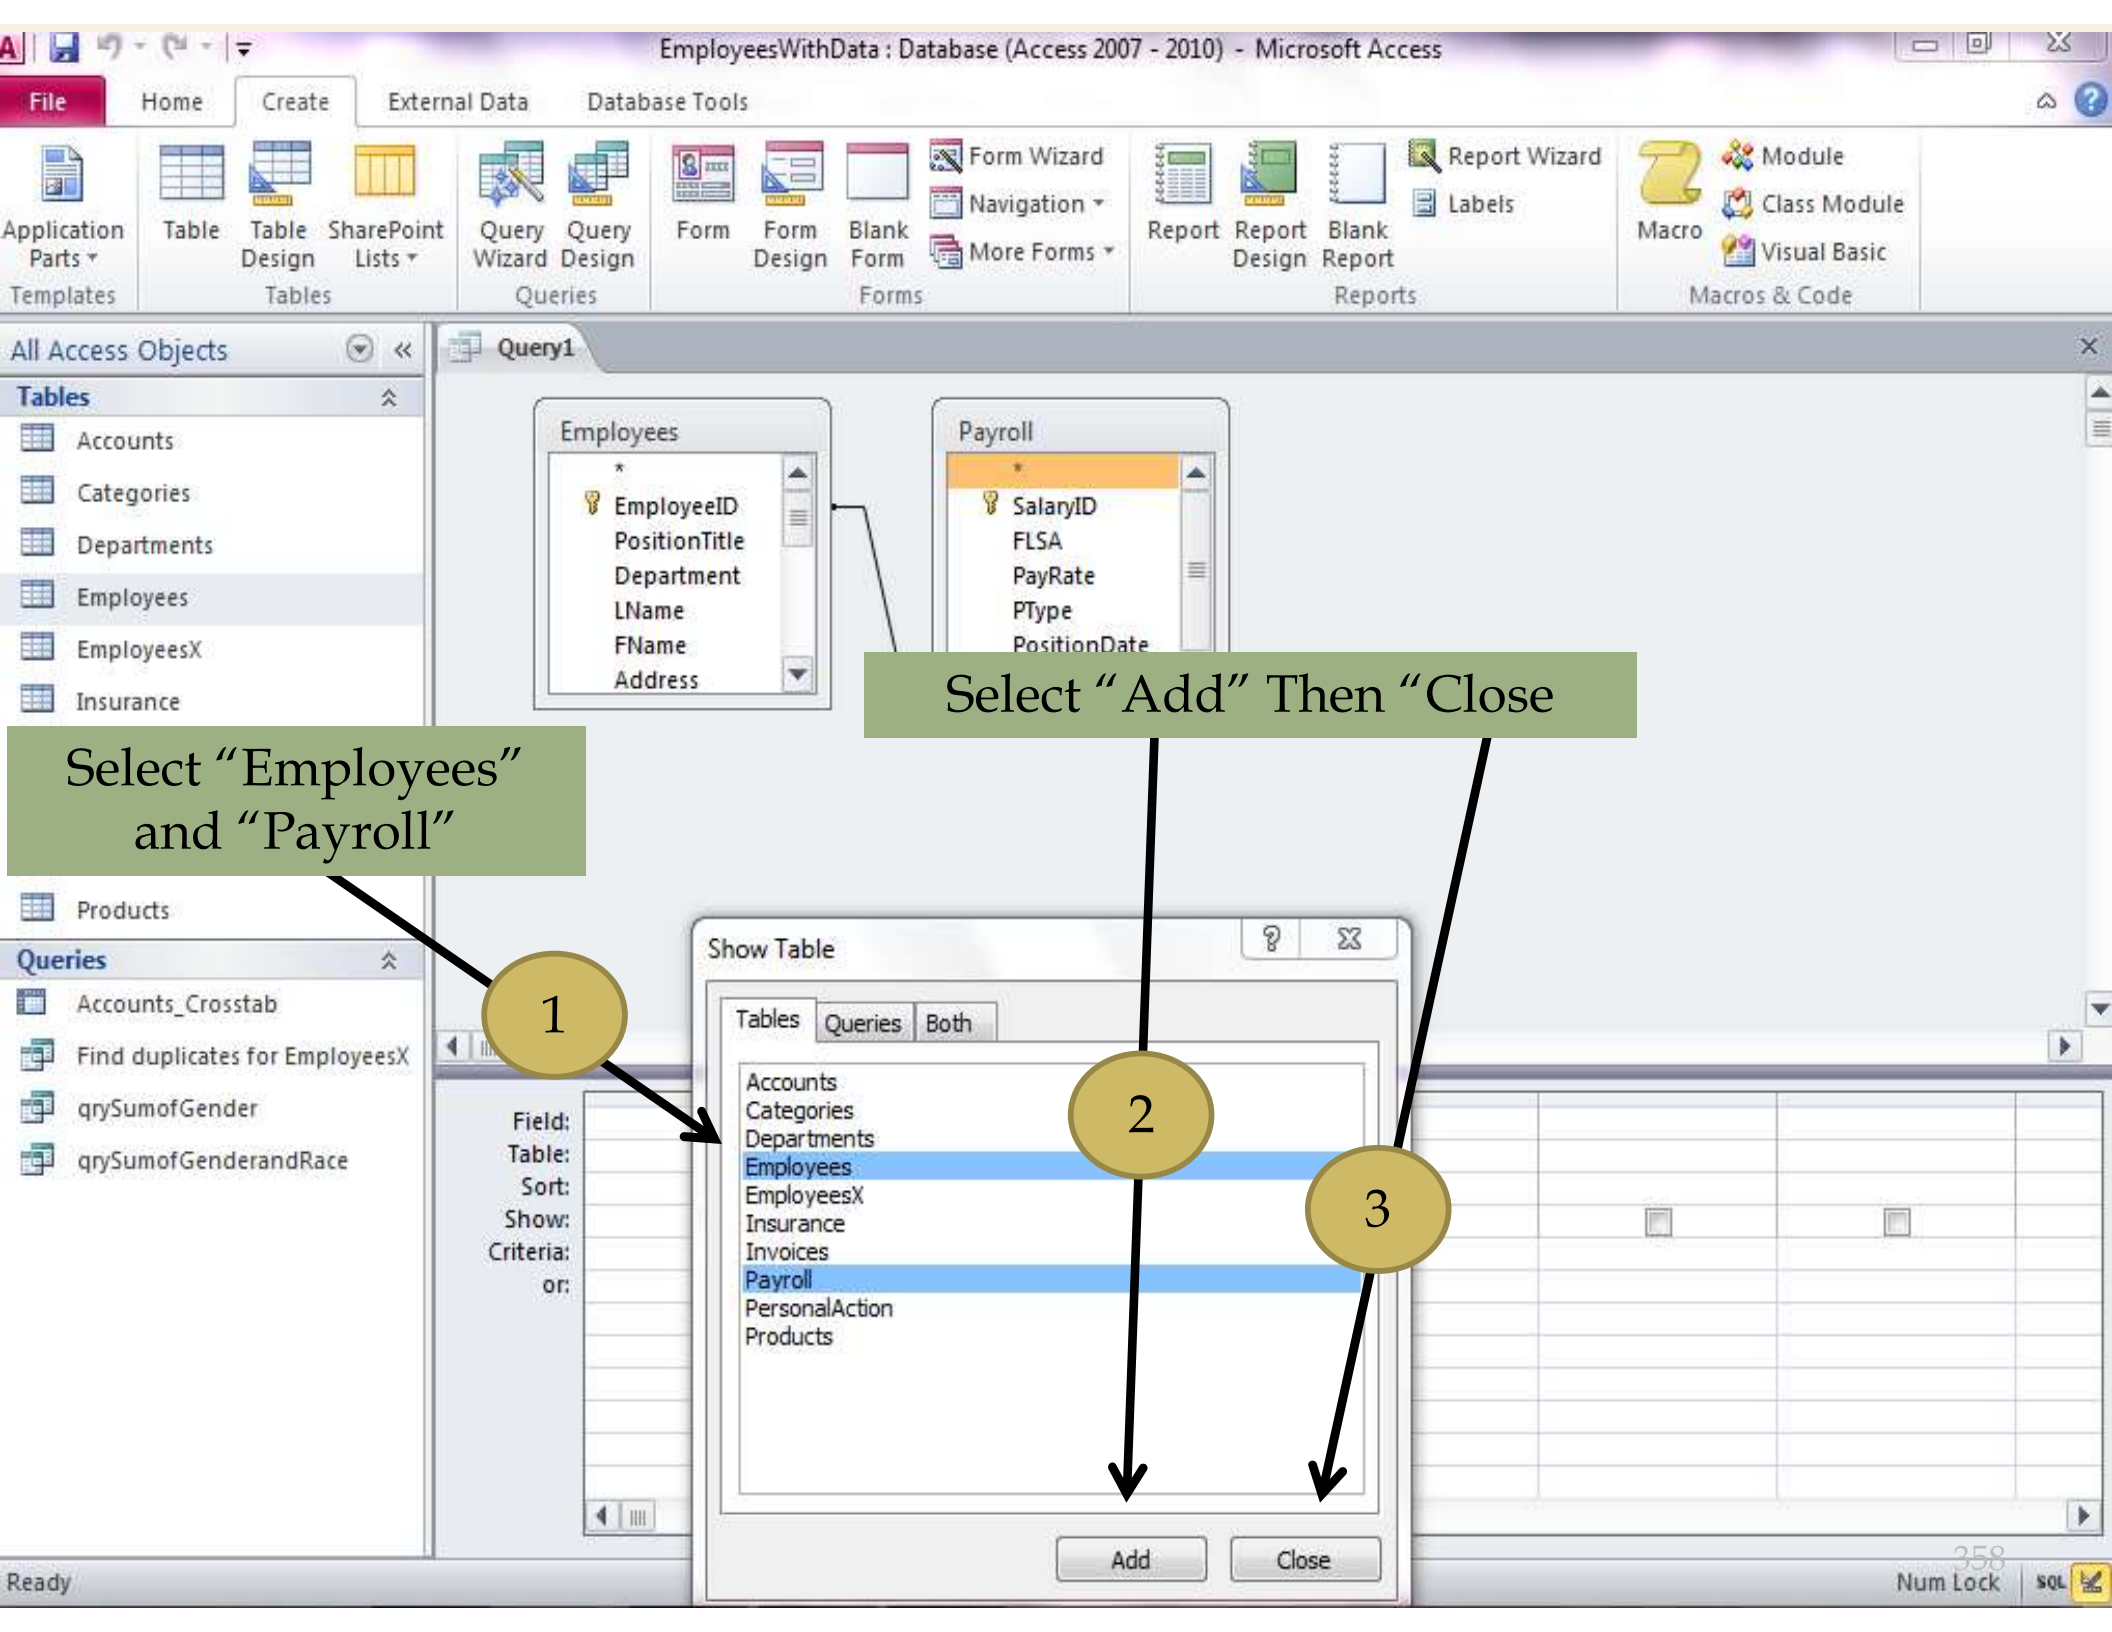 A
EmployeesWithData : Database (Access 2007 - 2010) - Microsoft Access
File Home Create External Data Database Tools
Application Parts
Table
Table Design
SharePoint Lists
Query Wizard
Query Design
Form
Form Design
Blank Form
Form Wizard
Navigation
More Forms
Report
Report Design
Blank Report
Report Wizard
Labels
Macro
Module
Class Module
Visual Basic
Templates Tables Queries Forms Reports Macros & Code
All Access Objects
Tables
Accounts
Categories
Departments
Employees
EmployeesX
Insurance
Products
Queries
Accounts_Crosstab
Find duplicates for EmployeesX
qrySumofGender
qrySumofGenderandRace
Query1
Employees
*
EmployeeID
PositionTitle
Department
LName
FName
Address
Payroll
*
SalaryID
FLSA
PayRate
PType
PositionDate
Select “Add” Then “Close
Select “Employees”
and “Payroll”
1
2
3
Field:
Table:
Sort:
Show:
Criteria:
or:
Show Table
Tables Queries Both
Accounts
Categories
Departments
Employees
EmployeesX
Insurance
Invoices
Payroll
PersonalAction
Products
Add Close
358
Ready
Num Lock
SQL